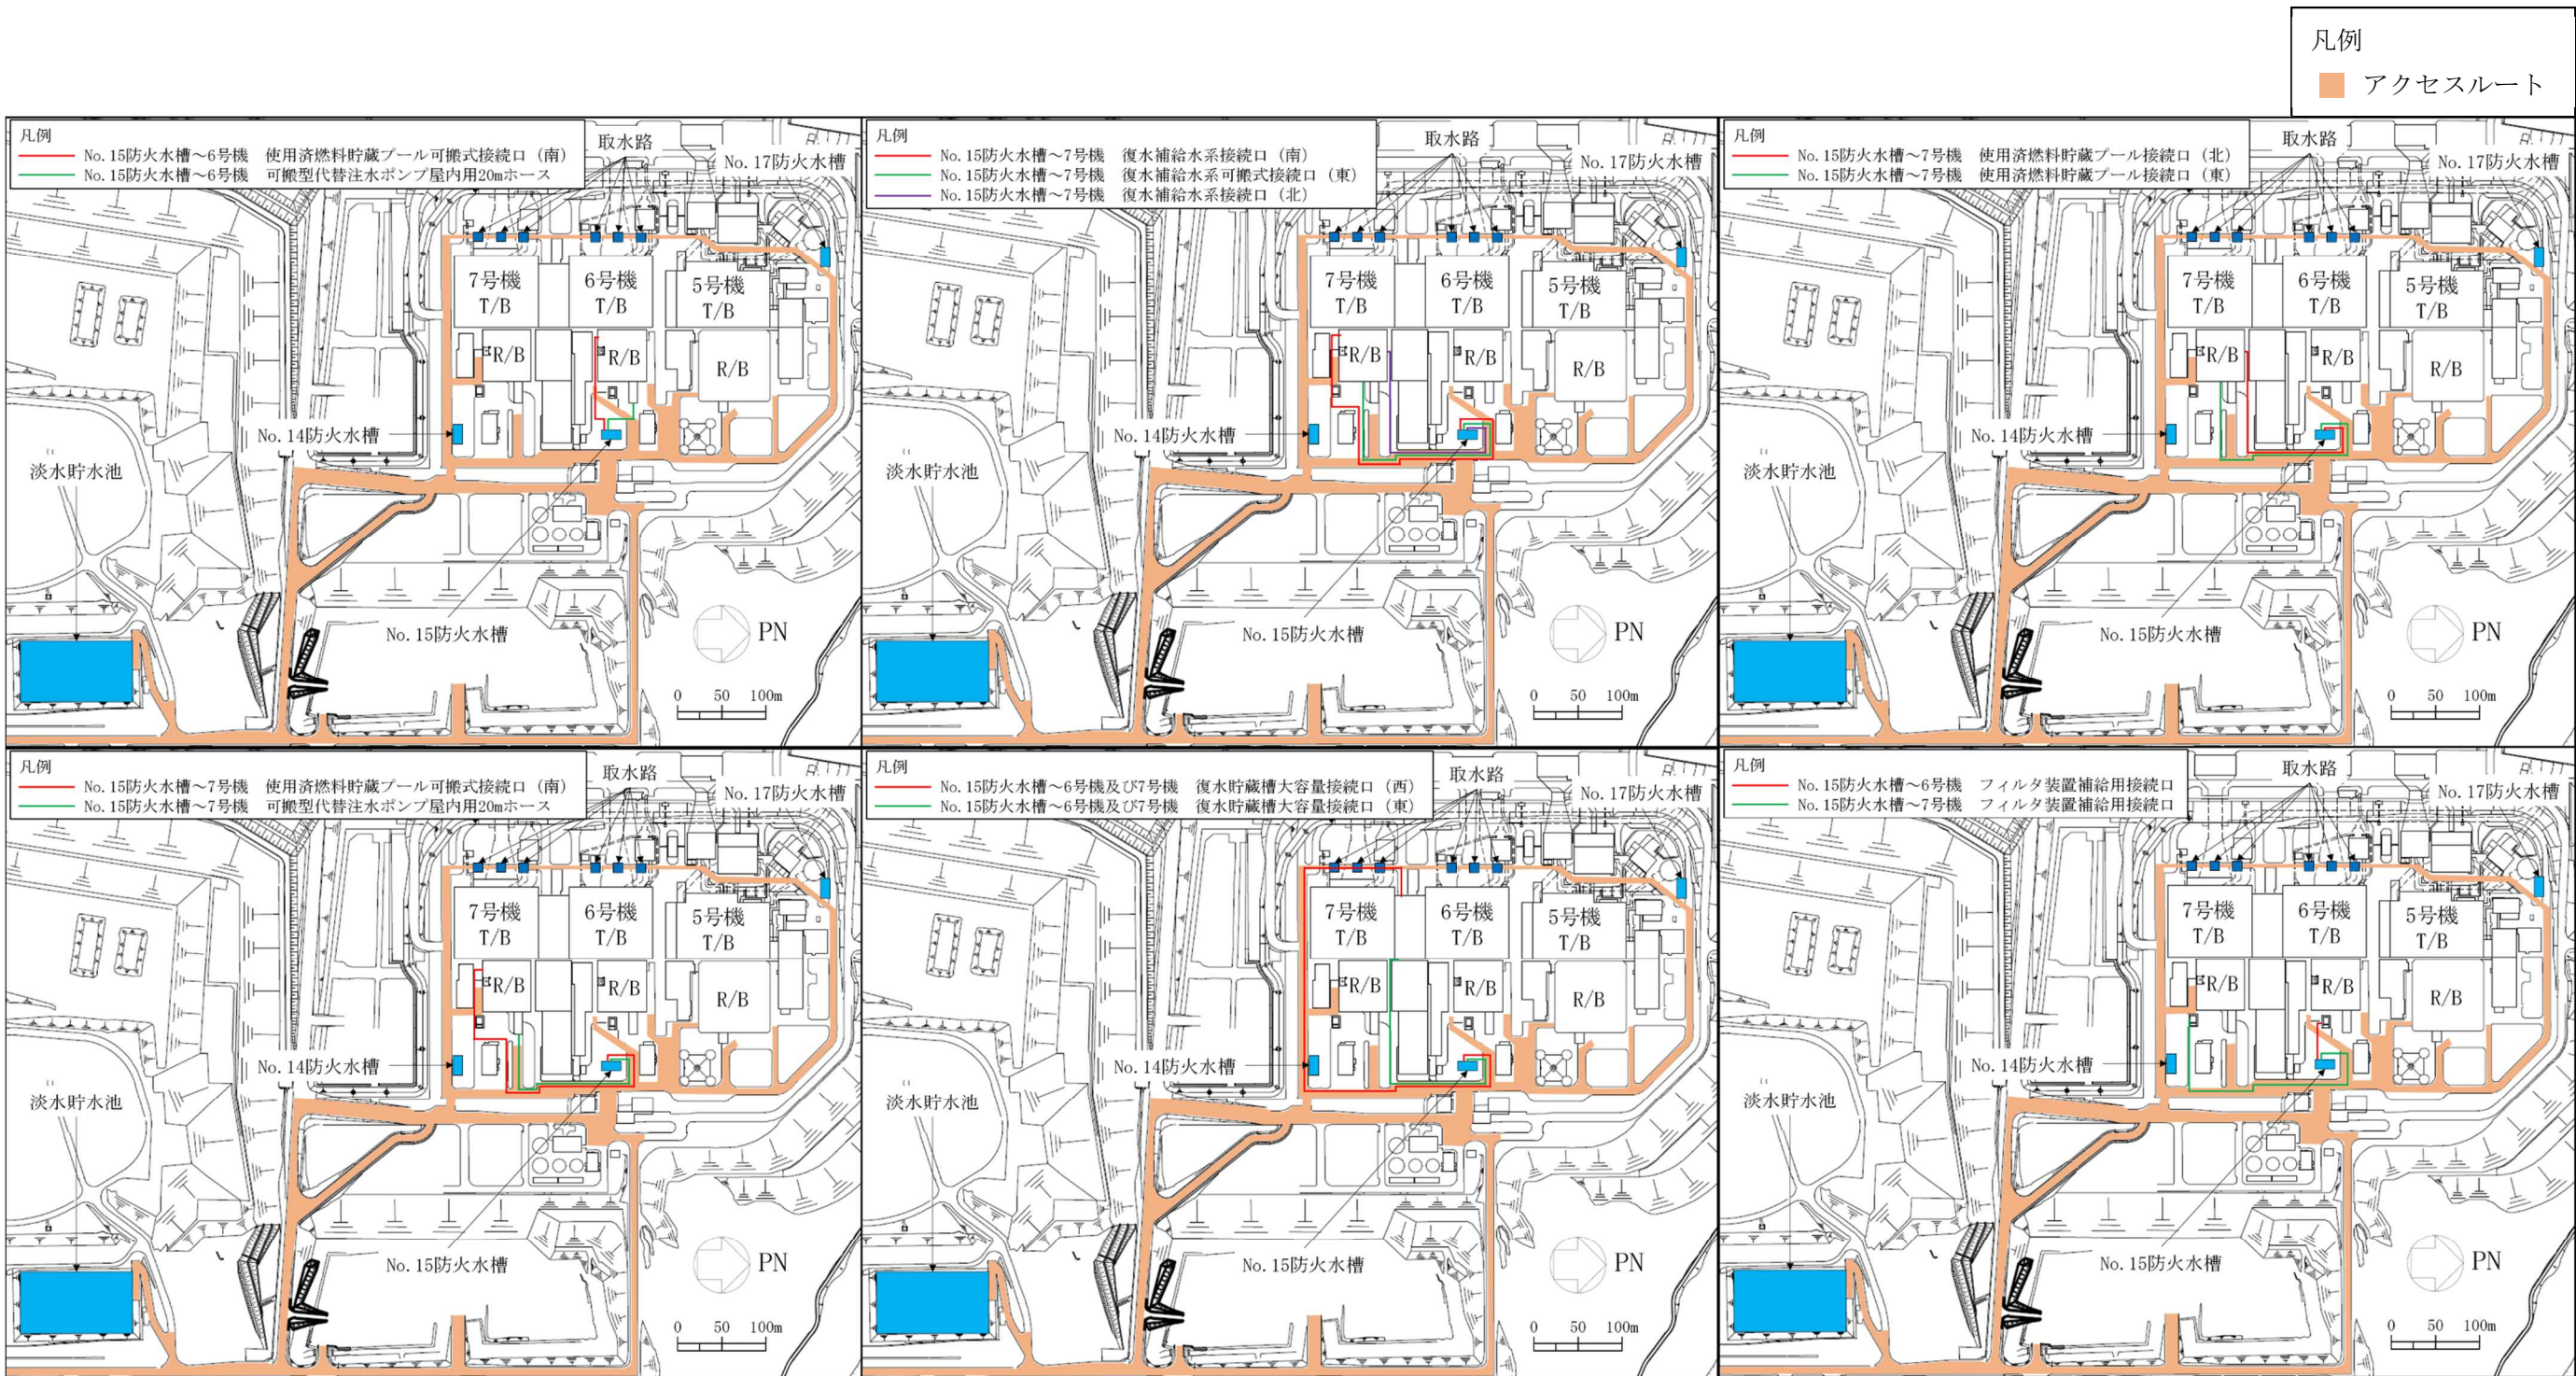 凡例
アクセスルート
凡例
No.15防火水槽～6号機　使用済燃料貯蔵プール可搬式接続口（南）
No.15防火水槽～6号機　可搬型代替注水ポンプ屋内用20mホース
取水路
No.17防火水槽
7号機
T/B
6号機
T/B
5号機
T/B
R/B
R/B
R/B
No.14防火水槽
淡水貯水池
No.15防火水槽
PN
0 50 100m
凡例
No.15防火水槽～7号機　復水補給水系接続口（南）
No.15防火水槽～7号機　復水補給水系可搬式接続口（東）
No.15防火水槽～7号機　復水補給水系接続口（北）
取水路
No.17防火水槽
7号機
T/B
6号機
T/B
5号機
T/B
R/B
R/B
R/B
No.14防火水槽
淡水貯水池
No.15防火水槽
PN
0 50 100m
凡例
No.15防火水槽～7号機　使用済燃料貯蔵プール接続口（北）
No.15防火水槽～7号機　使用済燃料貯蔵プール接続口（東）
取水路
No.17防火水槽
7号機
T/B
6号機
T/B
5号機
T/B
R/B
R/B
R/B
No.14防火水槽
淡水貯水池
No.15防火水槽
PN
0 50 100m
凡例
No.15防火水槽～7号機　使用済燃料貯蔵プール可搬式接続口（南）
No.15防火水槽～7号機　可搬型代替注水ポンプ屋内用20mホース
取水路
No.17防火水槽
7号機
T/B
6号機
T/B
5号機
T/B
R/B
R/B
R/B
No.14防火水槽
淡水貯水池
No.15防火水槽
PN
0 50 100m
凡例
No.15防火水槽～6号機及び7号機　復水貯蔵槽大容量接続口（西）
No.15防火水槽～6号機及び7号機　復水貯蔵槽大容量接続口（東）
取水路
No.17防火水槽
7号機
T/B
6号機
T/B
5号機
T/B
R/B
R/B
R/B
No.14防火水槽
淡水貯水池
No.15防火水槽
PN
0 50 100m
凡例
No.15防火水槽～6号機　フィルタ装置補給用接続口
No.15防火水槽～7号機　フィルタ装置補給用接続口
取水路
No.17防火水槽
7号機
T/B
6号機
T/B
5号機
T/B
R/B
R/B
R/B
No.14防火水槽
淡水貯水池
No.15防火水槽
PN
0 50 100m